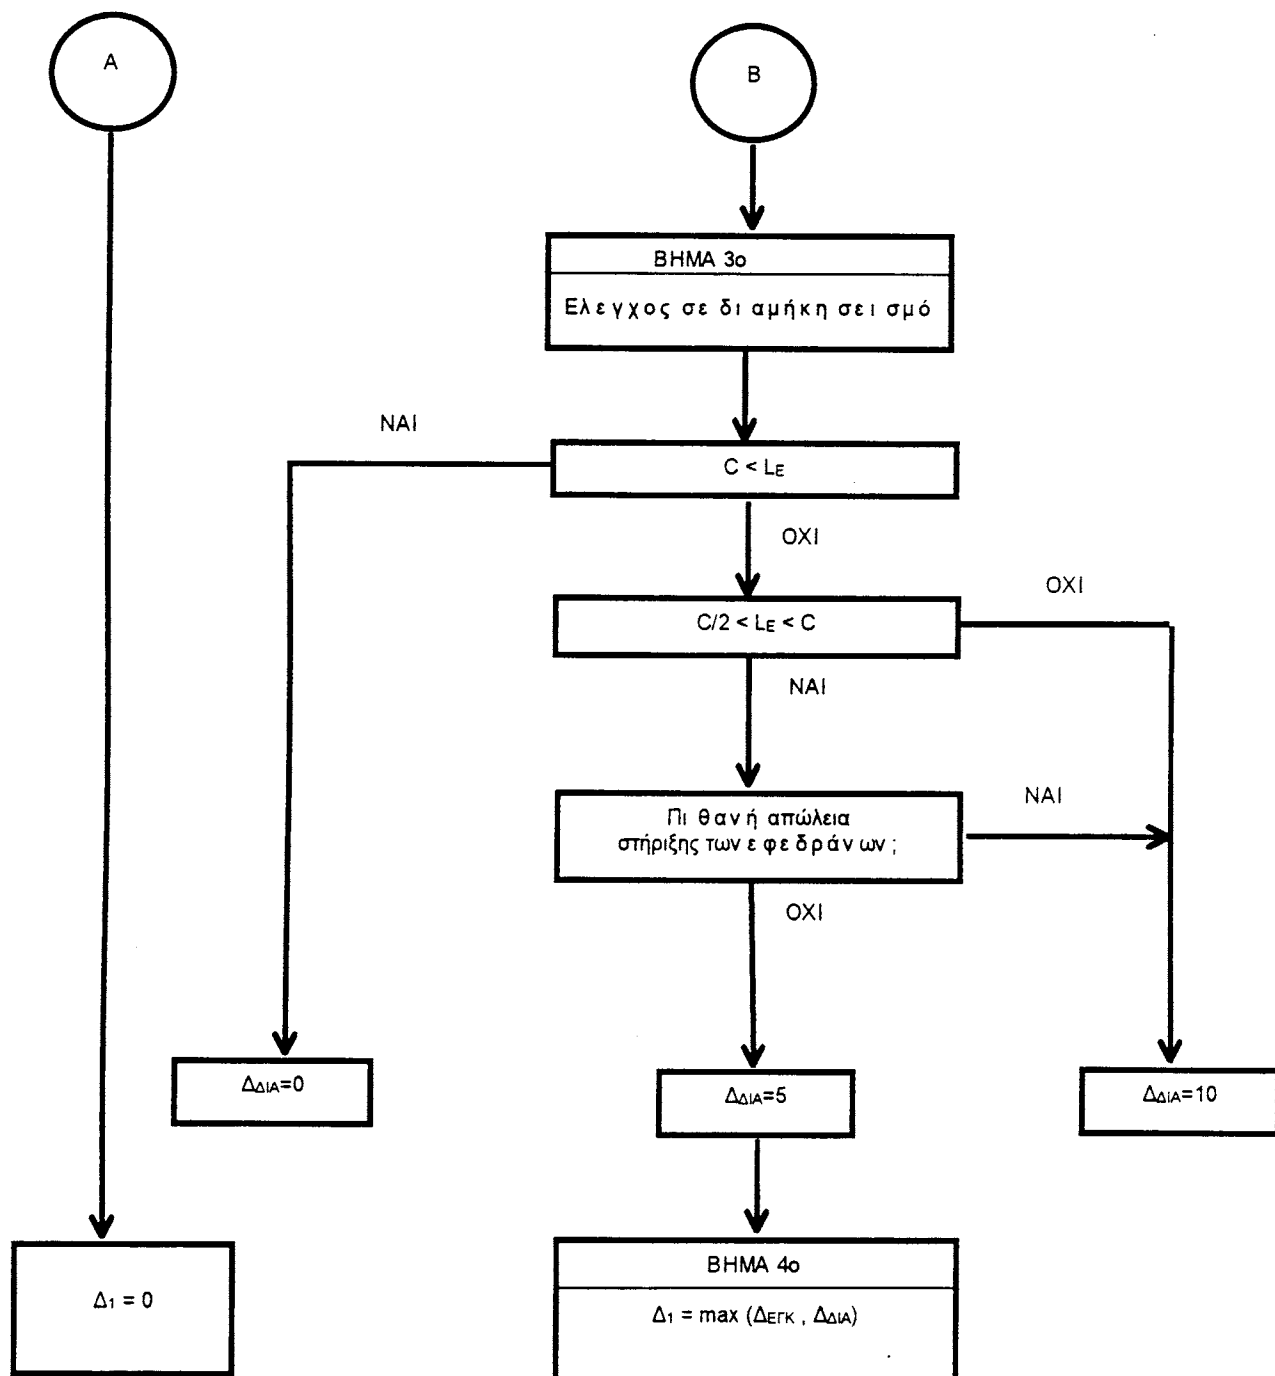 Α
Β
ΒΗΜΑ 3ο
Ελεγχος σε διαμήκη σεισμό
ΝΑΙ
C < LE
ΟΧΙ
ΟΧΙ
C/2 < LE < C
ΝΑΙ
Πιθανή απώλεια
στήριξης των εφεδράνων;
ΝΑΙ
ΟΧΙ
ΔΔΙΑ=0
ΔΔΙΑ=5
ΔΔΙΑ=10
ΒΗΜΑ 4ο
Δ1 = 0
Δ1 = max (ΔΕΓΚ , ΔΔΙΑ)